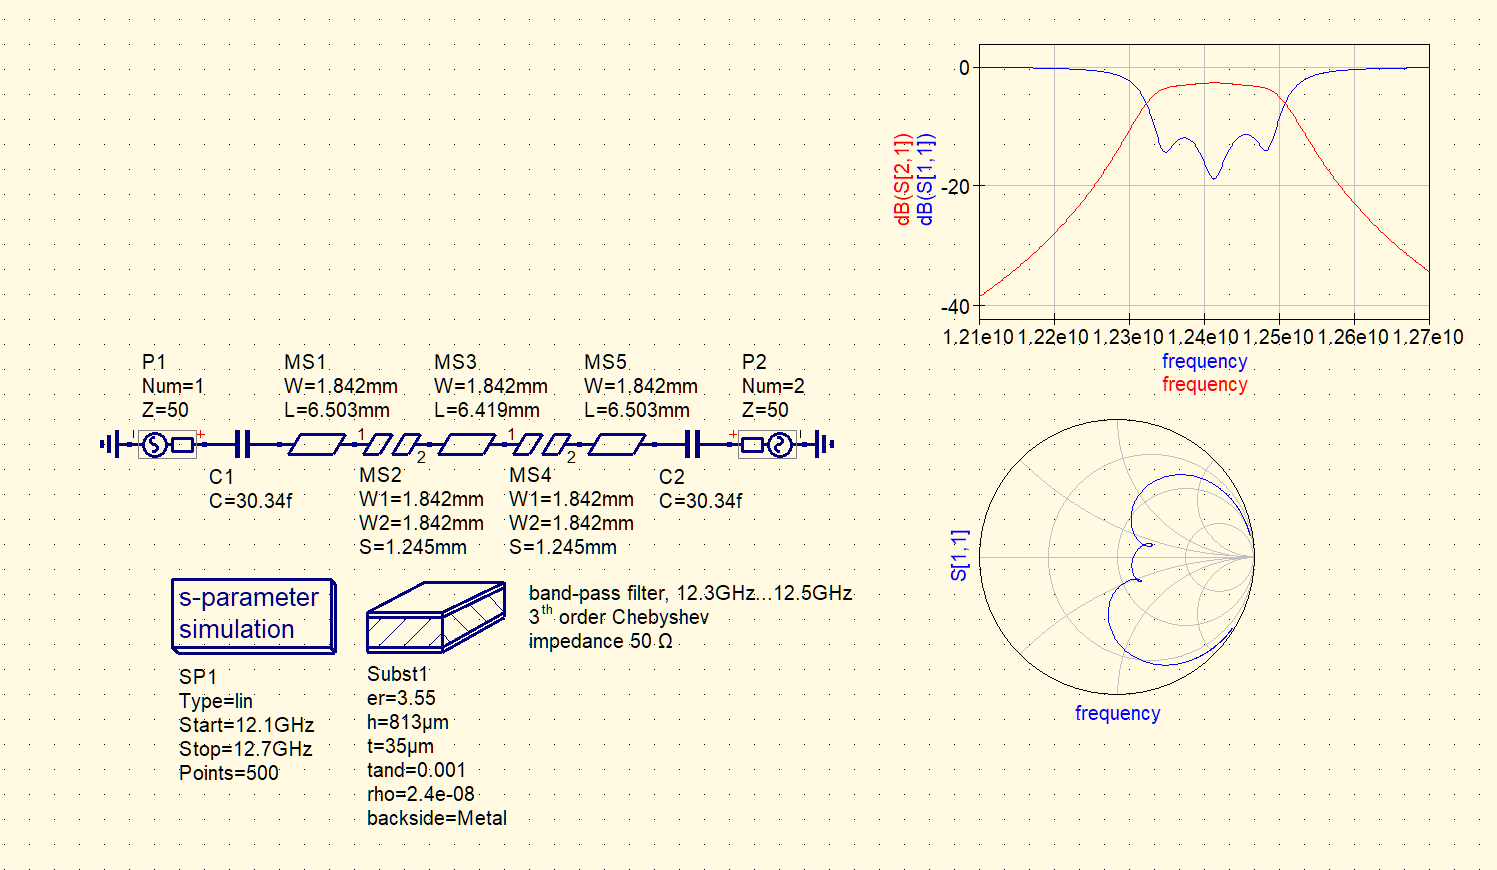 0
-20
-40
dB(S[2,1])
dB(S[1,1])
1.21e10 1.22e10 1.23e10 1.24e10 1.25e10 1.26e10 1.27e10
frequency
frequency
P1
Num=1
Z=50
MS1
W=1.842mm
L=6.503mm
MS3
W=1.842mm
L=6.419mm
MS5
W=1.842mm
L=6.503mm
P2
Num=2
Z=50
1
2
1
2
C1
C=30.34f
MS2
W1=1.842mm
W2=1.842mm
S=1.245mm
MS4
W1=1.842mm
W2=1.842mm
S=1.245mm
C2
C=30.34f
s-parameter
simulation
SP1
Type=lin
Start=12.1GHz
Stop=12.7GHz
Points=500
Subst1
er=3.55
h=813µm
t=35µm
tand=0.001
rho=2.4e-08
backside=Metal
band-pass filter, 12.3GHz...12.5GHz
3th order Chebyshev
impedance 50 Ω
S[1,1]
frequency